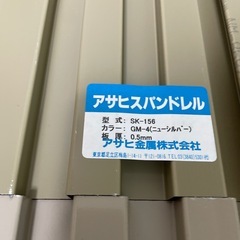 アサヒスパンドレル
型 式: SK-156
カラー: GM-4(ニューシルバー)
板 厚: 0.5mm
アサヒ金属株式会社